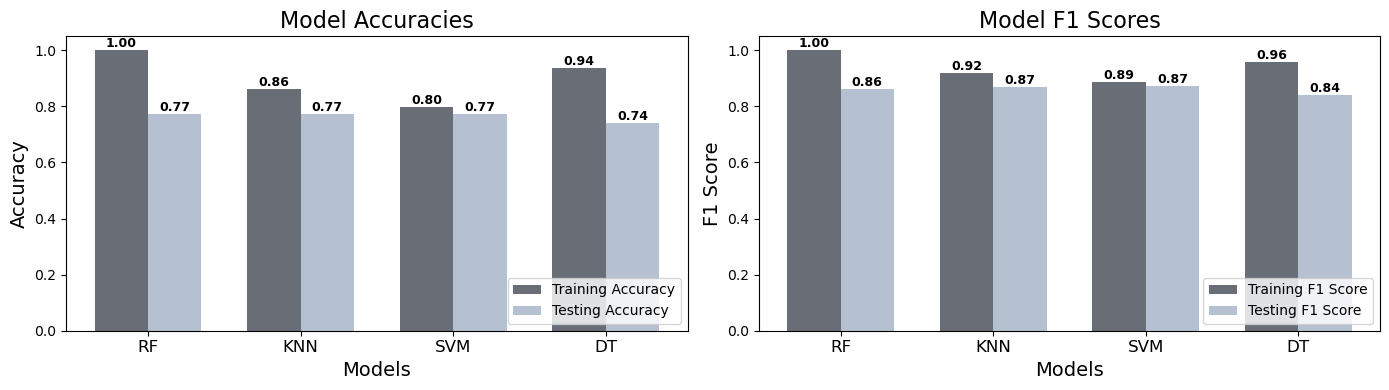 Model Accuracies
1.0
0.8
0.6
0.4
0.2
0.0
Accuracy
1.00
0.77
0.86
0.77
0.80
0.77
0.94
0.74
Training Accuracy
Testing Accuracy
RF KNN SVM DT
Models
Model F1 Scores
1.0
0.8
0.6
0.4
0.2
0.0
F1 Score
1.00
0.86
0.92
0.87
0.89
0.87
0.96
0.84
Training F1 Score
Testing F1 Score
RF KNN SVM DT
Models